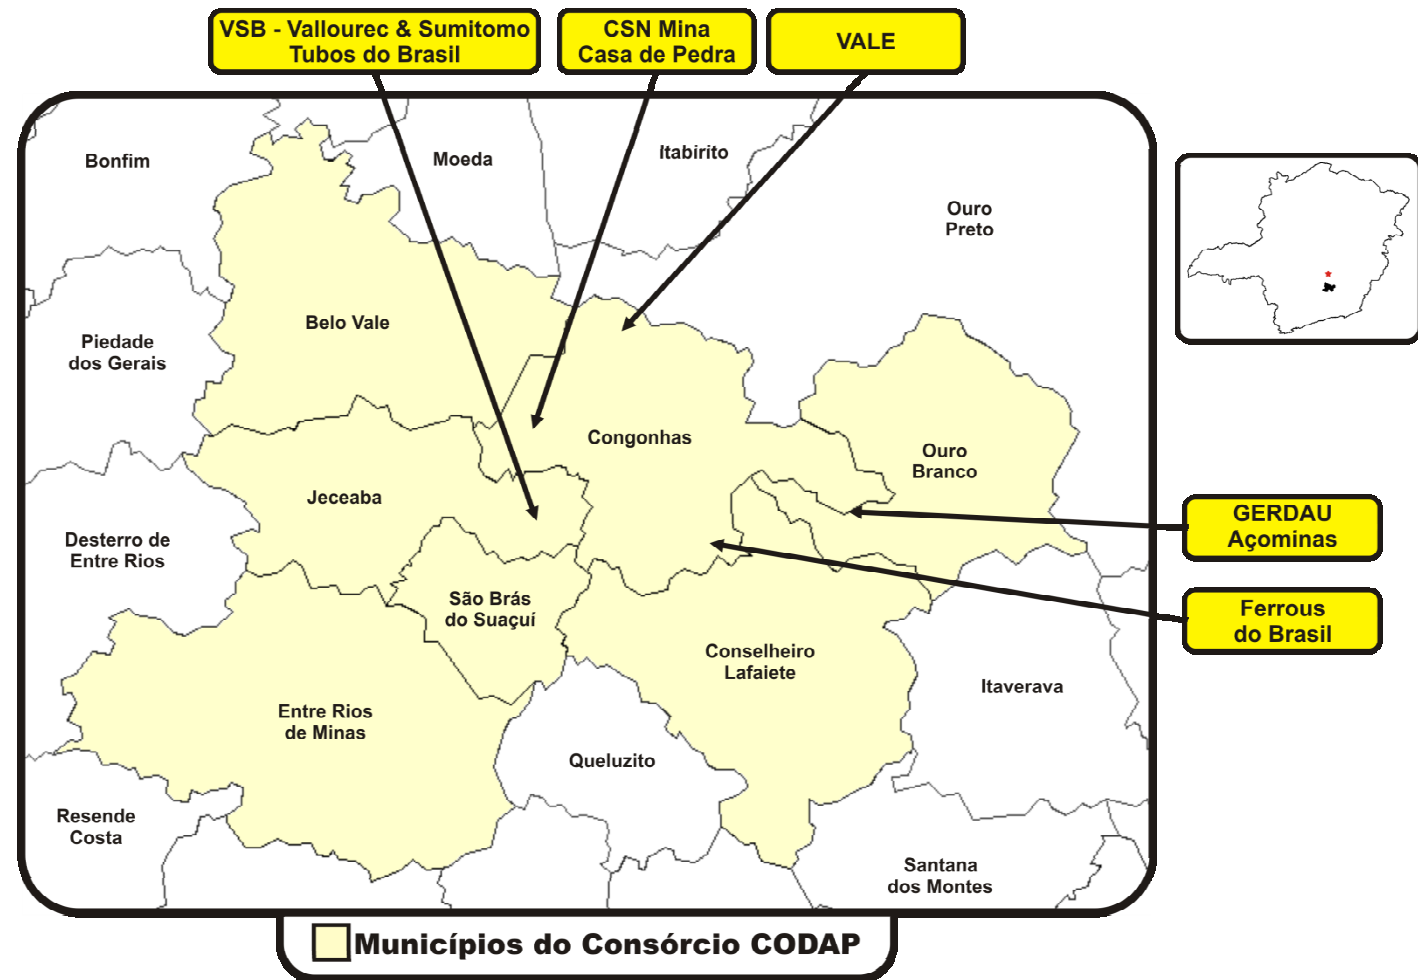 VSB - Vallourec & Sumitomo
Tubos do Brasil
CSN Mina
Casa de Pedra
VALE
Bonfim
Moeda
Itabirito
Ouro
Preto
Belo Vale
Piedade
dos Gerais
Congonhas
Ouro
Branco
Jeceaba
GERDAU
Açominas
Desterro de
Entre Rios
São Brás
do Suaçuí
Ferrous
do Brasil
Conselheiro
Lafaiete
Itaverava
Entre Rios
de Minas
Queluzito
Resende
Costa
Santana
dos Montes
Municípios do Consórcio CODAP